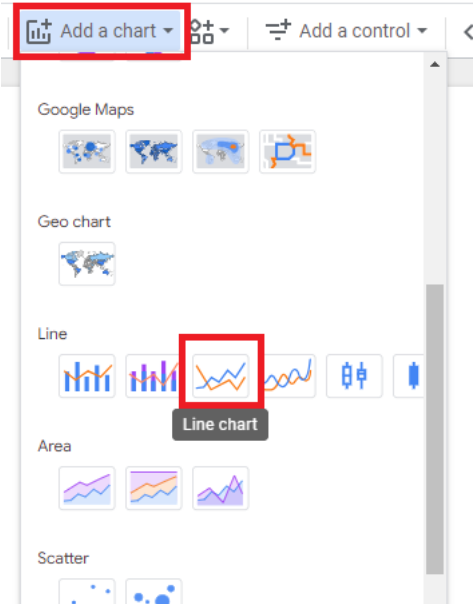 Add a chart
Add a control
Google Maps
Geo chart
Line
Line chart
Area
Scatter